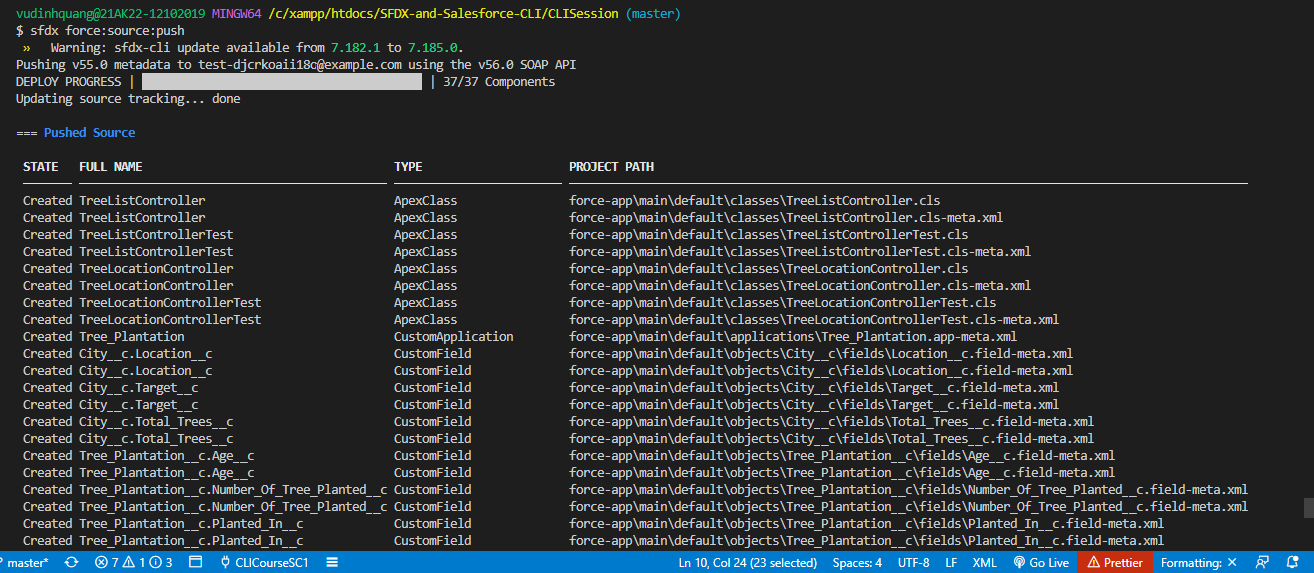 vudinhquang@21AK22-12102019 MINGW64 /c/xampp/htdocs/SFDX-and-Salesforce-CLI/CLISession (master)
$ sfdx force:source:push
» Warning: sfdx-cli update available from 7.182.1 to 7.185.0.
Pushing v55.0 metadata to test-djcrkoaii18c@example.com using the v56.0 SOAP API
DEPLOY PROGRESS | | 37/37 Components
Updating source tracking... done
=== Pushed Source
STATE FULL NAME TYPE PROJECT PATH
Created TreeListController ApexClass force-app\main\default\classes\TreeListController.cls
Created TreeListController ApexClass force-app\main\default\classes\TreeListController.cls-meta.xml
Created TreeListControllerTest ApexClass force-app\main\default\classes\TreeListControllerTest.cls
Created TreeListControllerTest ApexClass force-app\main\default\classes\TreeListControllerTest.cls-meta.xml
Created TreeLocationController ApexClass force-app\main\default\classes\TreeLocationController.cls
Created TreeLocationController ApexClass force-app\main\default\classes\TreeLocationController.cls-meta.xml
Created TreeLocationControllerTest ApexClass force-app\main\default\classes\TreeLocationControllerTest.cls
Created TreeLocationControllerTest ApexClass force-app\main\default\classes\TreeLocationControllerTest.cls-meta.xml
Created Tree_Plantation CustomApplication force-app\main\default\applications\Tree_Plantation.app-meta.xml
Created City__c.Location__c CustomField force-app\main\default\objects\City__c\fields\Location__c.field-meta.xml
Created City__c.Location__c CustomField force-app\main\default\objects\City__c\fields\Location__c.field-meta.xml
Created City__c.Target__c CustomField force-app\main\default\objects\City__c\fields\Target__c.field-meta.xml
Created City__c.Target__c CustomField force-app\main\default\objects\City__c\fields\Target__c.field-meta.xml
Created City__c.Total_Trees__c CustomField force-app\main\default\objects\City__c\fields\Total_Trees__c.field-meta.xml
Created City__c.Total_Trees__c CustomField force-app\main\default\objects\City__c\fields\Total_Trees__c.field-meta.xml
Created Tree_Plantation__c.Age__c CustomField force-app\main\default\objects\Tree_Plantation__c\fields\Age__c.field-meta.xml
Created Tree_Plantation__c.Age__c CustomField force-app\main\default\objects\Tree_Plantation__c\fields\Age__c.field-meta.xml
Created Tree_Plantation__c.Number_Of_Tree_Planted__c CustomField force-app\main\default\objects\Tree_Plantation__c\fields\Number_Of_Tree_Planted__c.field-meta.xml
Created Tree_Plantation__c.Number_Of_Tree_Planted__c CustomField force-app\main\default\objects\Tree_Plantation__c\fields\Number_Of_Tree_Planted__c.field-meta.xml
Created Tree_Plantation__c.Planted_In__c CustomField force-app\main\default\objects\Tree_Plantation__c\fields\Planted_In__c.field-meta.xml
Created Tree_Plantation__c.Planted_In__c CustomField force-app\main\default\objects\Tree_Plantation__c\fields\Planted_In__c.field-meta.xml
master* 7 1 3 CLICourseSC1 Ln 10, Col 24 (23 selected) Spaces: 4 UTF-8 LF XML Go Live Prettier Formatting: ✕